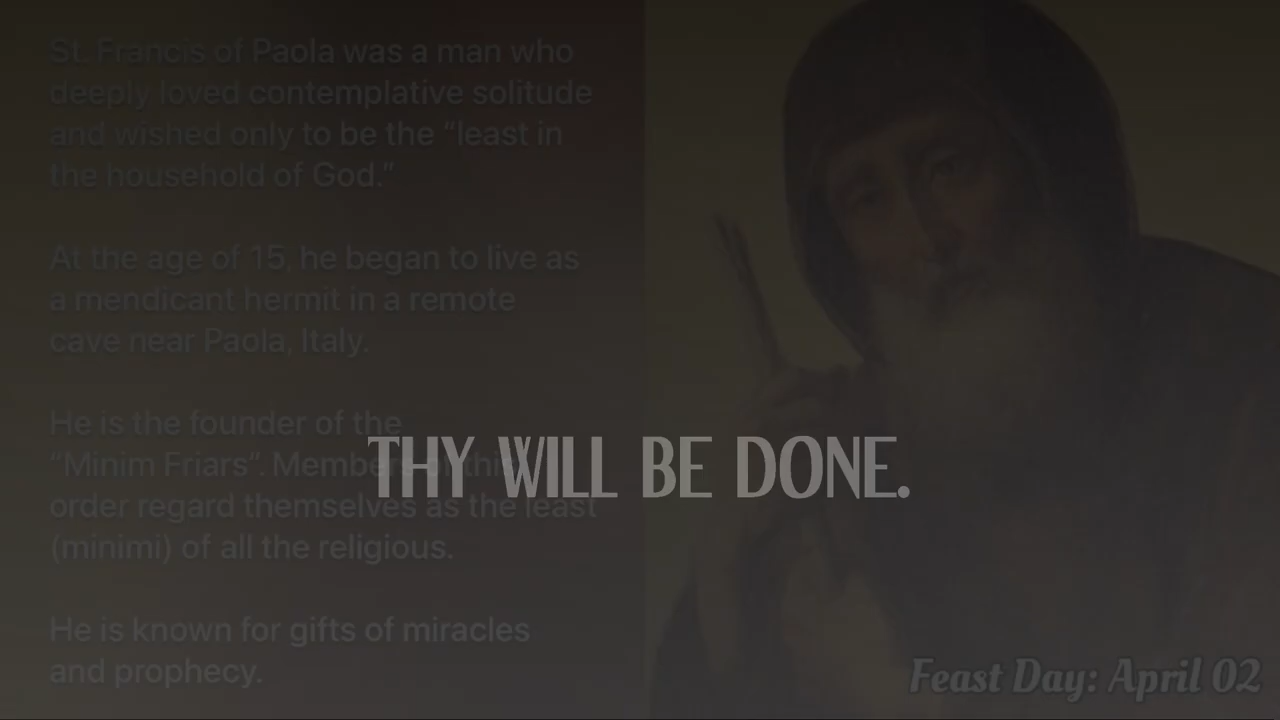 St. Francis of Paola was a man who
deeply loved contemplative solitude
and wished only to be the “least in
the household of God.”
At the age of 15, he began to live as
a mendicant hermit in a remote
cave near Paola, Italy.
He is the founder of the
“Minim Friars”. Members of this
order regard themselves as the least
(minimi) of all the religious.
He is known for gifts of miracles
and prophecy.
THY WILL BE DONE.
Feast Day: April 02